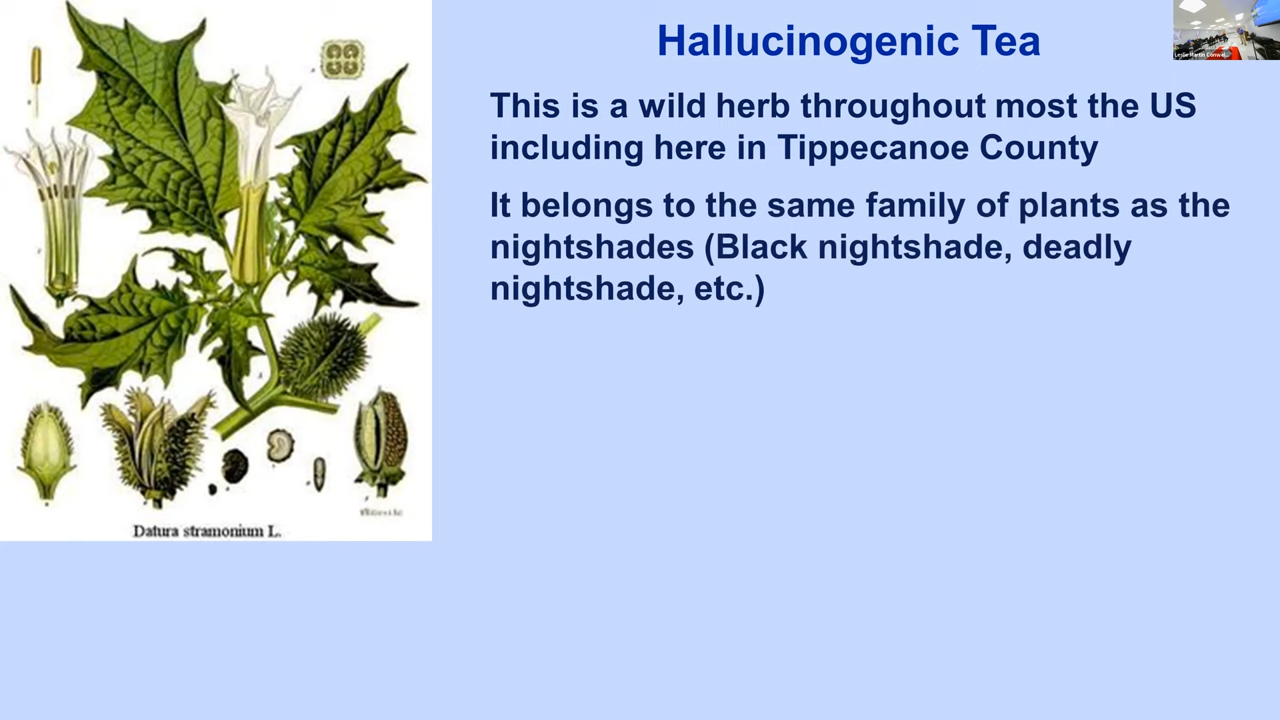 Hallucinogenic Tea
This is a wild herb throughout most the US
including here in Tippecanoe County
It belongs to the same family of plants as the
nightshades (Black nightshade, deadly
nightshade, etc.)
Datura stramonium L.